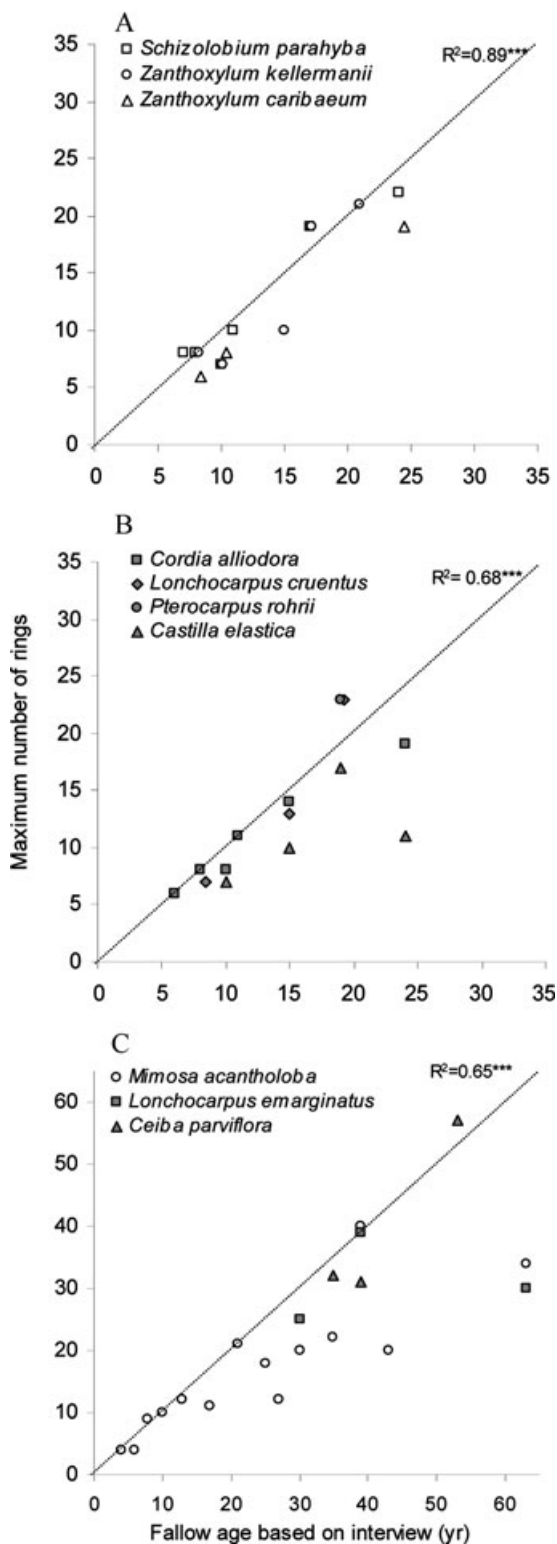 A
Schizolobium parahyba
Zanthoxylum kellermanii
Zanthoxylum caribaeum
R²=0.89***
35
30
25
20
15
10
5
0
0 5 10 15 20 25 30 35
B
Cordia alliodora
Lonchocarpus cruentus
Pterocarpus rohrii
Castilla elastica
R²= 0.68***
Maximum number of rings
35
30
25
20
15
10
5
0
0 5 10 15 20 25 30 35
C
Mimosa acantholoba
Lonchocarpus emarginatus
Ceiba parviflora
R²=0.65***
60
50
40
30
20
10
0
0 10 20 30 40 50 60
Fallow age based on interview (yr)